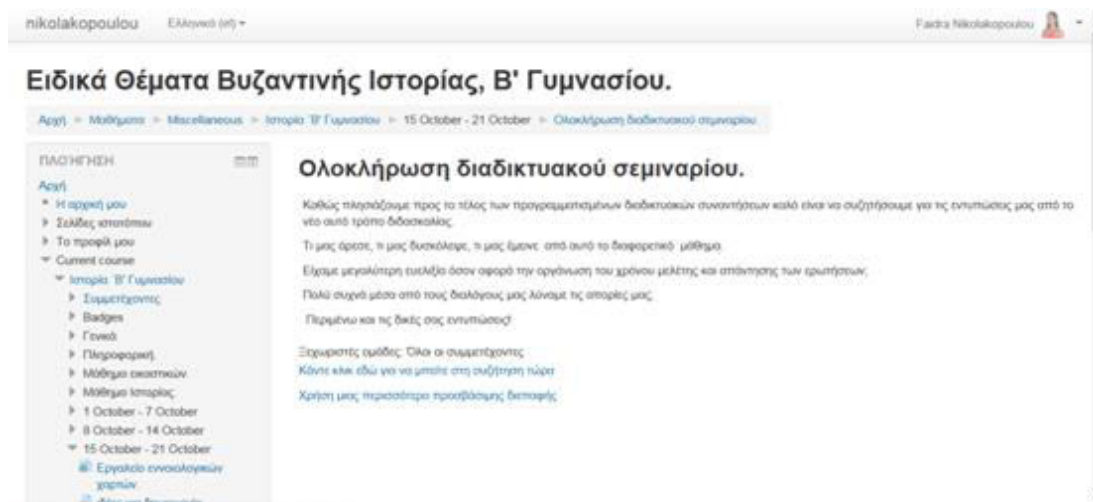 nikolakopoulou Ελληνικά (el)
Faidra Nikolakopoulou
Ειδικά Θέματα Βυζαντινής Ιστορίας, Β' Γυμνασίου.
Αρχή Μαθήματα Miscellaneous Ιστορία 'Β' Γυμνασίου 15 October - 21 October Ολοκλήρωση διαδικτυακού σεμιναρίου.
ΠΛΟΉΓΗΣΗ
Αρχή
Η αρχική μου
Σελίδες ιστοτόπου
Το προφίλ μου
Current course
Ιστορία 'Β' Γυμνασίου
Συμμετέχοντες
Badges
Γενικά
Πληροφορική.
Μάθημα εικαστικών
Μάθημα Ιστορίας
1 October - 7 October
8 October - 14 October
15 October - 21 October
Εργαλείο εννοιολογικών
χαρτών
Ολοκλήρωση διαδικτυακού σεμιναρίου.
Καθώς πλησιάζουμε προς το τέλος των προγραμματισμένων διαδικτυακών συναντήσεων καλό είναι να συζητήσουμε για τις εντυπώσεις μας από το
νέο αυτό τρόπο διδασκαλίας.
Τι μας άρεσε, τι μας δυσκόλεψε, τι μας έμεινε από αυτό το διαφορετικό μάθημα.
Είχαμε μεγαλύτερη ευελιξία όσον αφορά την οργάνωση του χρόνου μελέτης και απάντησης των ερωτήσεων;
Πολύ συχνά μέσα από τους διαλόγους μας λύναμε τις απορίες μας;
Περιμένω και τις δικές σας εντυπώσεις!
Ξεχωριστές ομάδες: Όλοι οι συμμετέχοντες
Κάντε κλικ εδώ για να μπείτε στη συζήτηση τώρα
Χρήση μιας περισσότερο προσβάσιμης διεπαφής